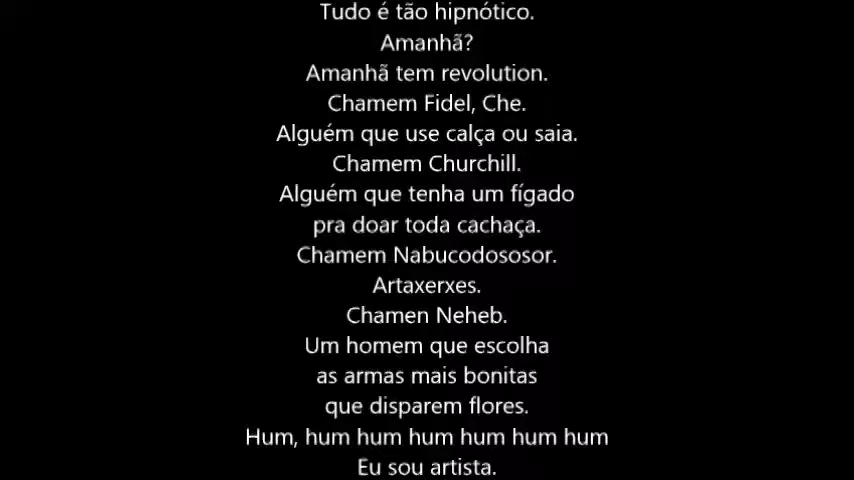 Tudo é tão hipnótico.
Amanhã?
Amanhã tem revolution.
Chamem Fidel, Che.
Alguém que use calça ou saia.
Chamem Churchill.
Alguém que tenha um fígado
pra doar toda cachaça.
Chamem Nabucodososor.
Artaxerxes.
Chamen Neheb.
Um homem que escolha
as armas mais bonitas
que disparem flores.
Hum, hum hum hum hum hum hum
Eu sou artista.